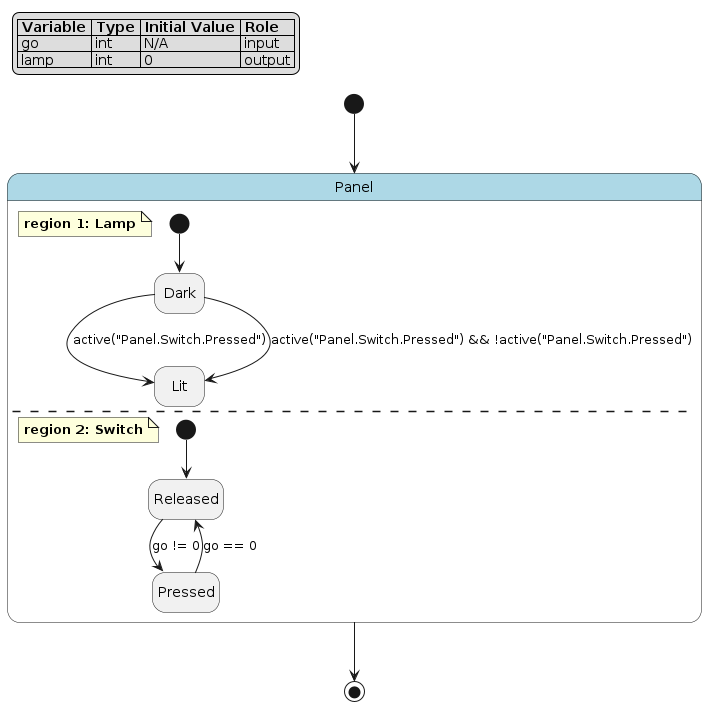 Variable Type Initial Value Role
go int N/A input
lamp int 0 output
Panel
region 1: Lamp
Dark
active("Panel.Switch.Pressed") active("Panel.Switch.Pressed") && !active("Panel.Switch.Pressed")
Lit
region 2: Switch
Released
go != 0 go == 0
Pressed